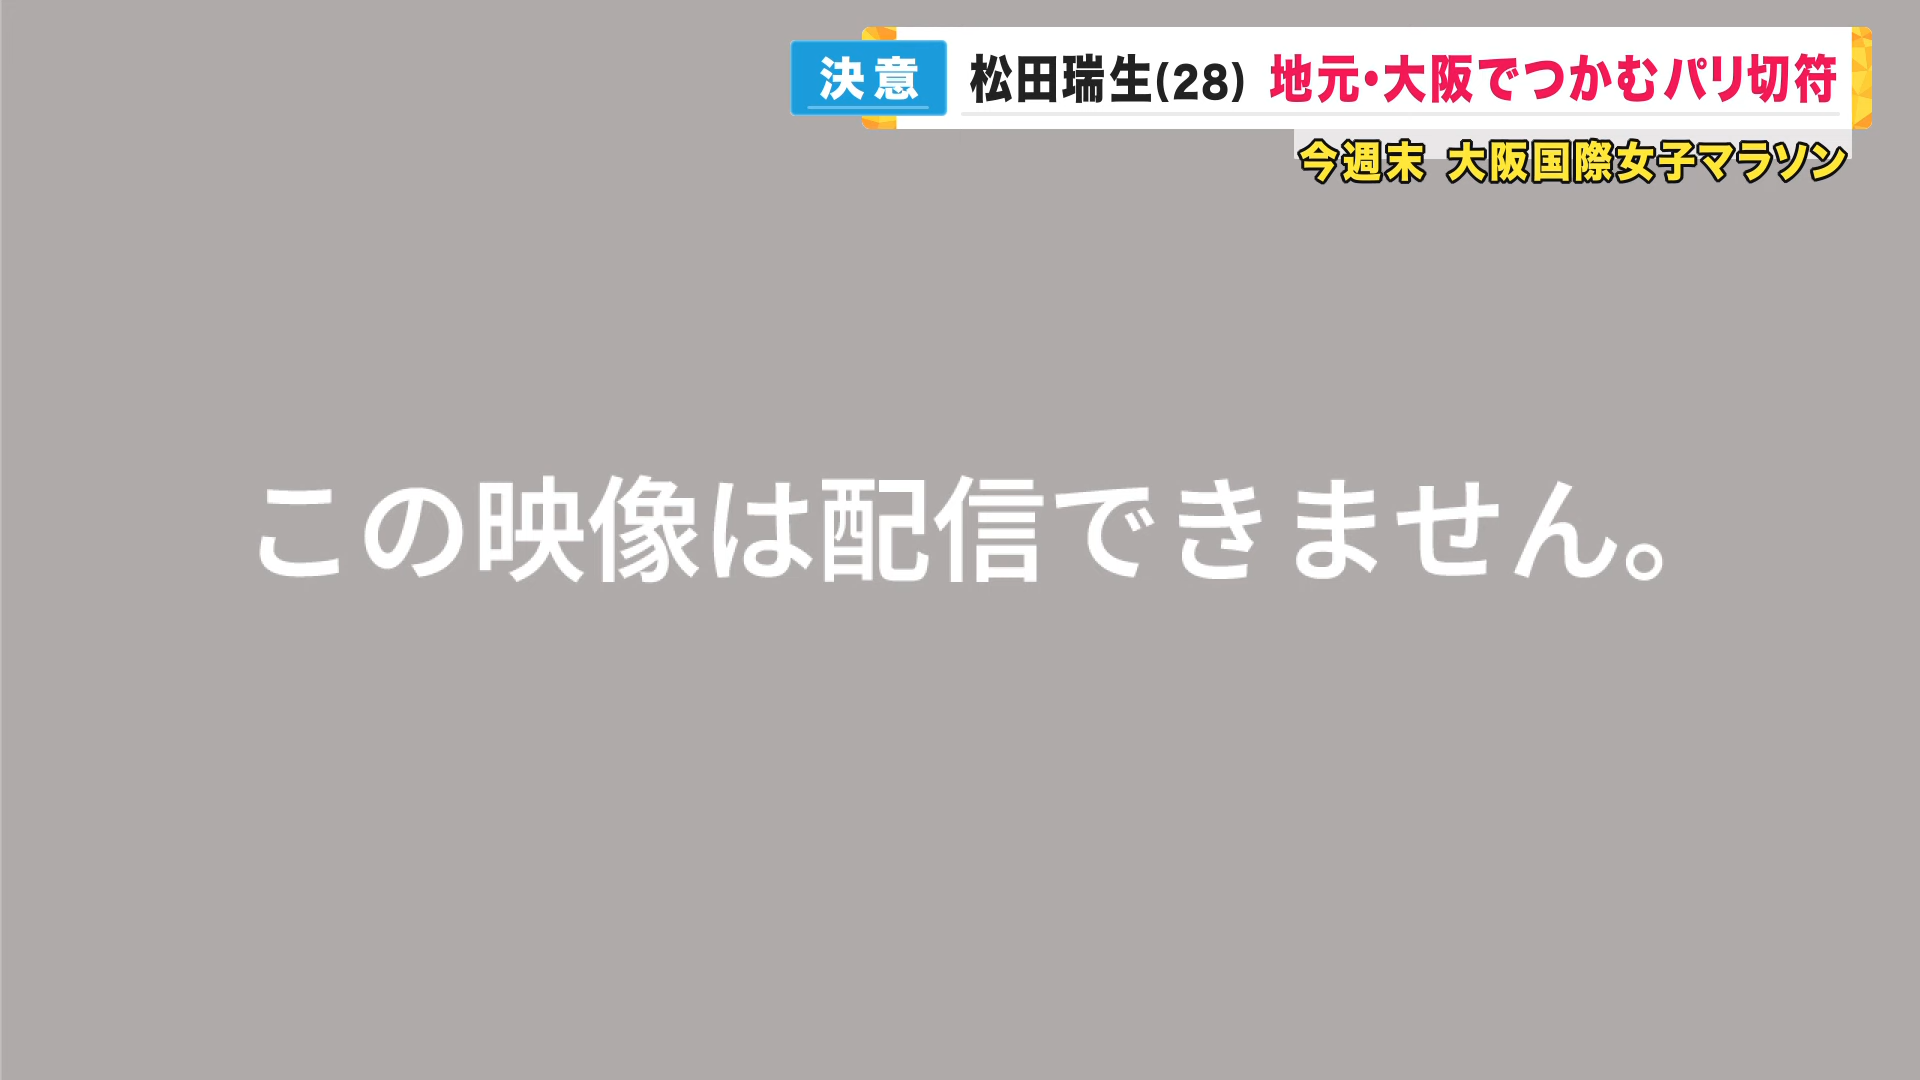 決意 松田瑞生(28) 地元・大阪でつかむパリ切符
今週末 大阪国際女子マラソン
この映像は配信できません。